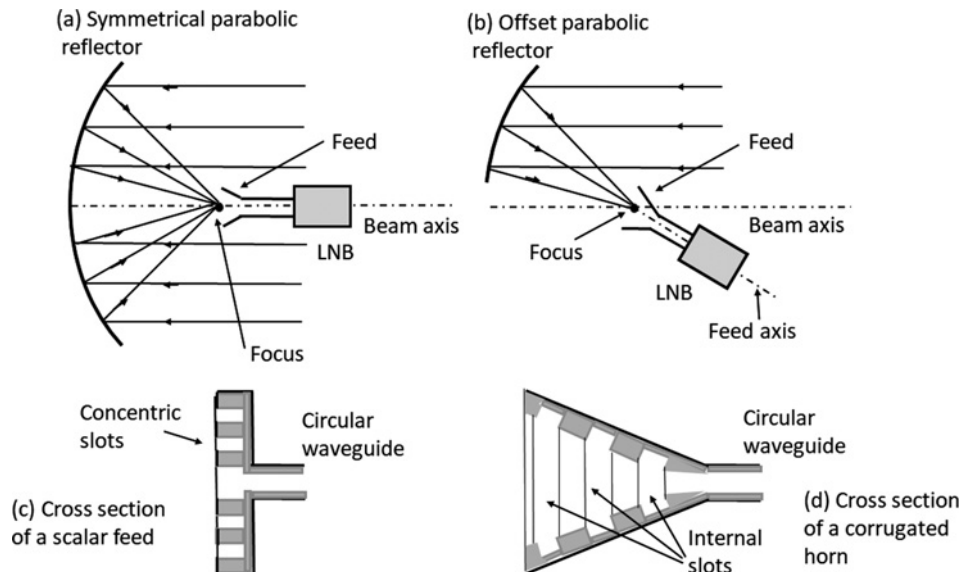 (a) Symmetrical parabolic
reflector
Feed
Beam axis
LNB
Focus
(b) Offset parabolic
reflector
Feed
Beam axis
Focus
LNB
Feed axis
Concentric
slots
Circular
waveguide
(c) Cross section
of a scalar feed
Circular
waveguide
Internal
slots
(d) Cross section
of a corrugated
horn